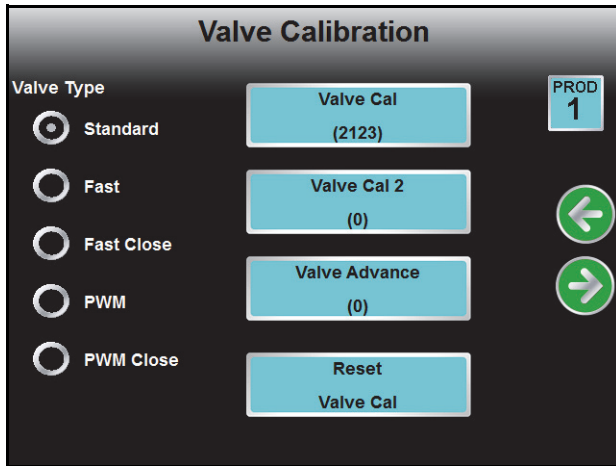 Valve Calibration
Valve Type
Standard
Fast
Fast Close
PWM
PWM Close
Valve Cal
(2123)
Valve Cal 2
(0)
Valve Advance
(0)
Reset
Valve Cal
PROD
1